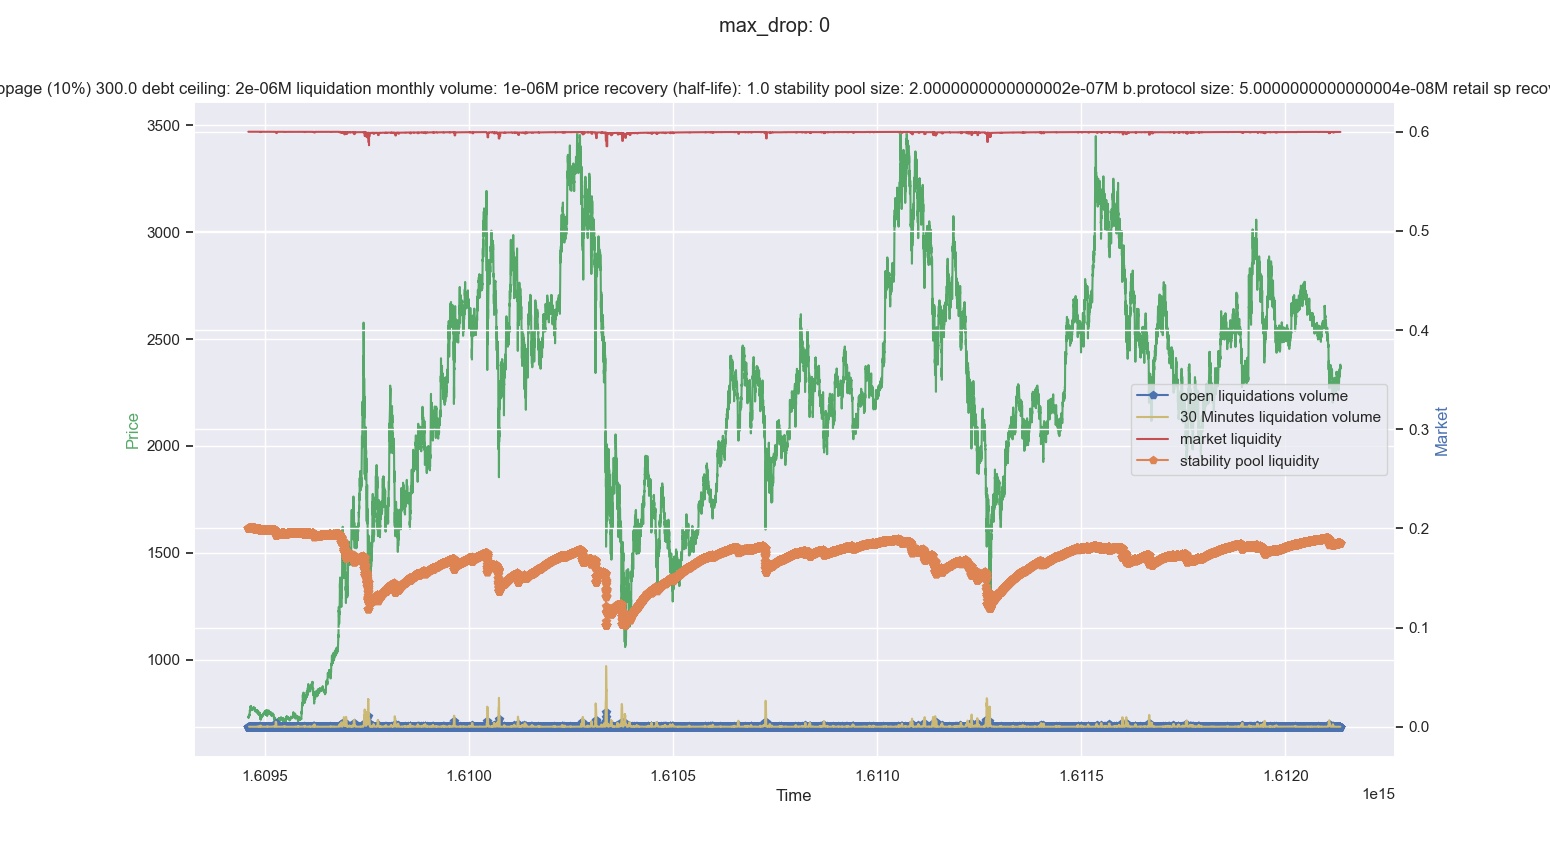 max_drop: 0
opage (10%) 300.0 debt ceiling: 2e-06M liquidation monthly volume: 1e-06M price recovery (half-life): 1.0 stability pool size: 2.0000000000000002e-07M b.protocol size: 5.0000000000000004e-08M retail sp recov
3500
3000
2500
2000
1500
1000
Price
0.6
0.5
0.4
0.3
0.2
0.1
0.0
Market
open liquidations volume
30 Minutes liquidation volume
market liquidity
stability pool liquidity
1.6095
1.6100
1.6105
1.6110
1.6115
1.6120
Time
1e15